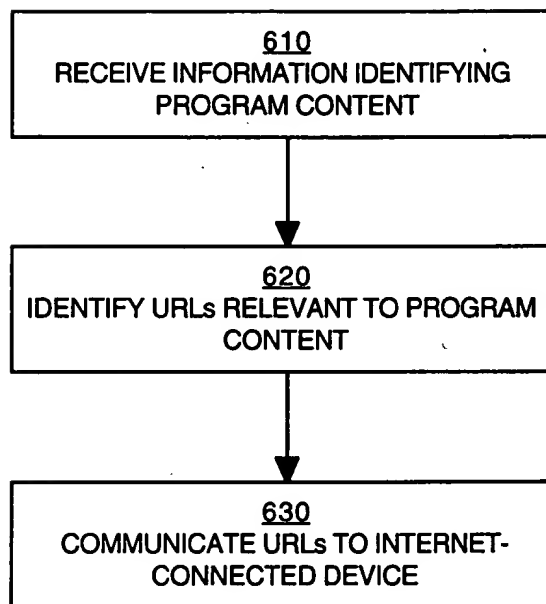 610
RECEIVE INFORMATION IDENTIFYING
PROGRAM CONTENT
620
IDENTIFY URLs RELEVANT TO PROGRAM
CONTENT
630
COMMUNICATE URLs TO INTERNET-
CONNECTED DEVICE